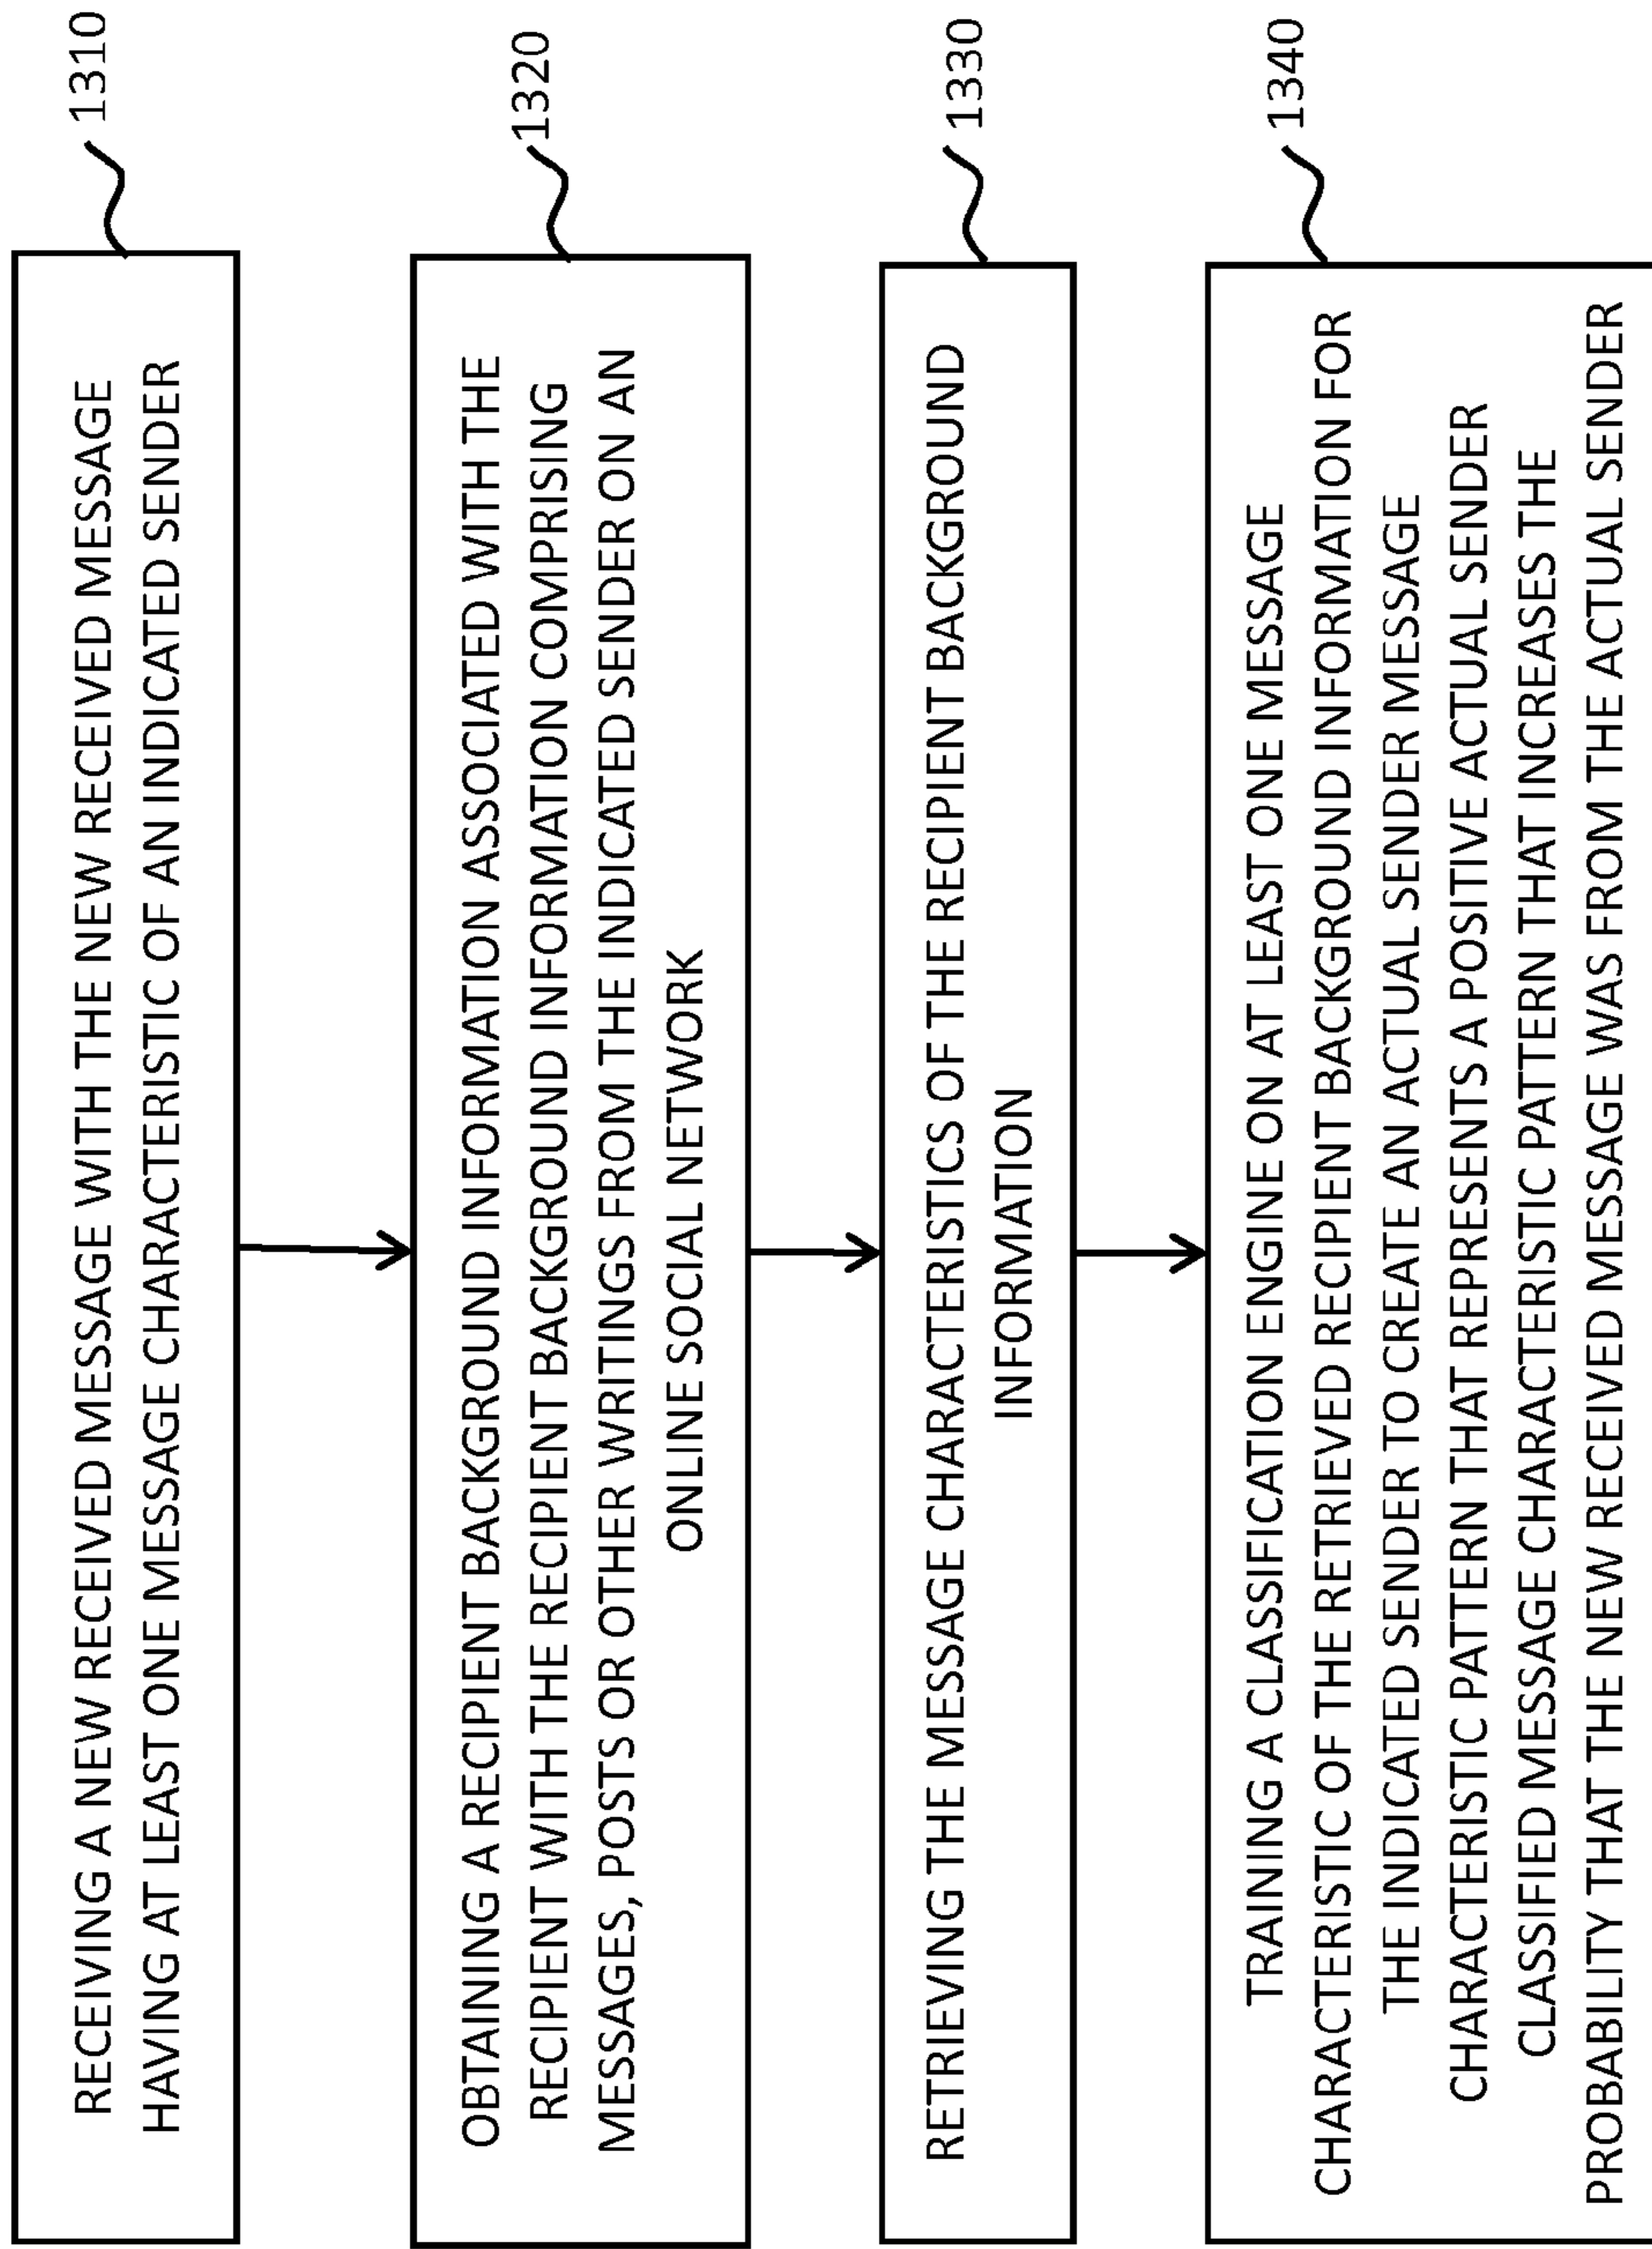 RECEIVING A NEW RECEIVED MESSAGE WITH THE NEW RECEIVED MESSAGE
HAVING AT LEAST ONE MESSAGE CHARACTERISTIC OF AN INDICATED SENDER
1310
OBTAINING A RECIPIENT BACKGROUND INFORMATION ASSOCIATED WITH THE
RECIPIENT WITH THE RECIPIENT BACKGROUND INFORMATION COMPRISING
MESSAGES, POSTS OR OTHER WRITINGS FROM THE INDICATED SENDER ON AN
ONLINE SOCIAL NETWORK
1320
RETRIEVING THE MESSAGE CHARACTERISTICS OF THE RECIPIENT BACKGROUND
INFORMATION
1330
TRAINING A CLASSIFICATION ENGINE ON AT LEAST ONE MESSAGE
CHARACTERISTIC OF THE RETRIEVED RECIPIENT BACKGROUND INFORMATION FOR
THE INDICATED SENDER TO CREATE AN ACTUAL SENDER MESSAGE
CHARACTERISTIC PATTERN THAT REPRESENTS A POSITIVE ACTUAL SENDER
CLASSIFIED MESSAGE CHARACTERISTIC PATTERN THAT INCREASES THE
PROBABILITY THAT THE NEW RECEIVED MESSAGE WAS FROM THE ACTUAL SENDER
1340